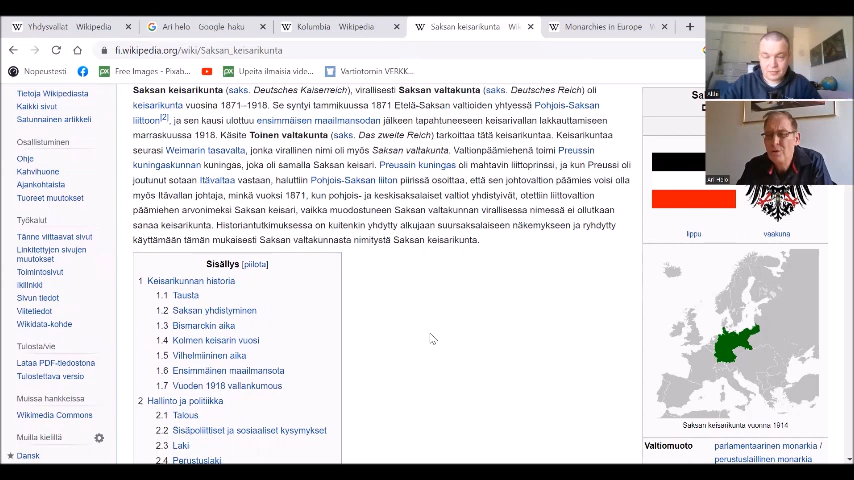 Yhdysvallat – Wikipedia
Ari helo - Google haku
Kolumbia – Wikipedia
Saksan keisarikunta – Wik
Monarchies in Europe - Wikiped
fi.wikipedia.org/wiki/Saksan_keisarikunta
Nopeustesti
Free Images - Pixab...
Upeita ilmaisia video...
Vartiotornin VERKK...
Tietoja Wikipediasta
Kaikki sivut
Satunnainen artikkeli
Osallistuminen
Ohje
Kahvihuone
Ajankohtaista
Tuoreet muutokset
Työkalut
Tänne viittaavat sivut
Linkitettyjen sivujen
muutokset
Toimintosivut
Ikilinkki
Sivun tiedot
Viitetiedot
Wikidata-kohde
Tulosta/vie
Lataa PDF-tiedostona
Tulostettava versio
Muissa hankkeissa
Wikimedia Commons
Muilla kielillä
Dansk
Saksan keisarikunta (saks. Deutsches Kaiserreich), virallisesti Saksan valtakunta (saks. Deutsches Reich) oli
keisarikunta vuosina 1871–1918. Se syntyi tammikuussa 1871 Etelä-Saksan valtioiden yhtyessä Pohjois-Saksan
liittoon[2], ja sen kausi ulottuu ensimmäisen maailmansodan jälkeen tapahtuneeseen keisarivallan lakkauttamiseen
marraskuussa 1918. Käsite Toinen valtakunta (saks. Das zweite Reich) tarkoittaa tätä keisarikuntaa. Keisarikuntaa
seurasi Weimarin tasavalta, jonka virallinen nimi oli myös Saksan valtakunta. Valtionpäämiehenä toimi Preussin
kuningaskunnan kuningas, joka oli samalla Saksan keisari. Preussin kuningas oli mahtavin liittoprinssi, ja kun Preussi oli
joutunut sotaan Itävaltaa vastaan, haluttiin Pohjois-Saksan liiton piirissä osoittaa, että sen johtovaltion päämies voisi olla
myös Itävallan johtaja, minkä vuoksi 1871, kun pohjois- ja keskisaksalaiset valtiot yhdistyivät, otettiin liittovaltion
päämiehen arvonimeksi Saksan keisari, vaikka muodostuneen Saksan valtakunnan virallisessa nimessä ei ollutkaan
sanaa keisarikunta. Historiantutkimuksessa on kuitenkin yhdytty alkujaan suursaksalaiseen näkemykseen ja ryhdytty
käyttämään tämän mukaisesti Saksan valtakunnasta nimitystä Saksan keisarikunta.
Sisällys [piilota]
1 Keisarikunnan historia
1.1 Tausta
1.2 Saksan yhdistyminen
1.3 Bismarckin aika
1.4 Kolmen keisarin vuosi
1.5 Vilhelmiininen aika
1.6 Ensimmäinen maailmansota
1.7 Vuoden 1918 vallankumous
2 Hallinto ja politiikka
2.1 Talous
2.2 Sisäpoliittiset ja sosiaaliset kysymykset
2.3 Laki
2.4 Perustuslaki
Ari Helo
lippu
vaakuna
Saksan keisarikunta vuonna 1914
Valtiomuoto
parlamentaarinen monarkia /
perustuslaillinen monarkia